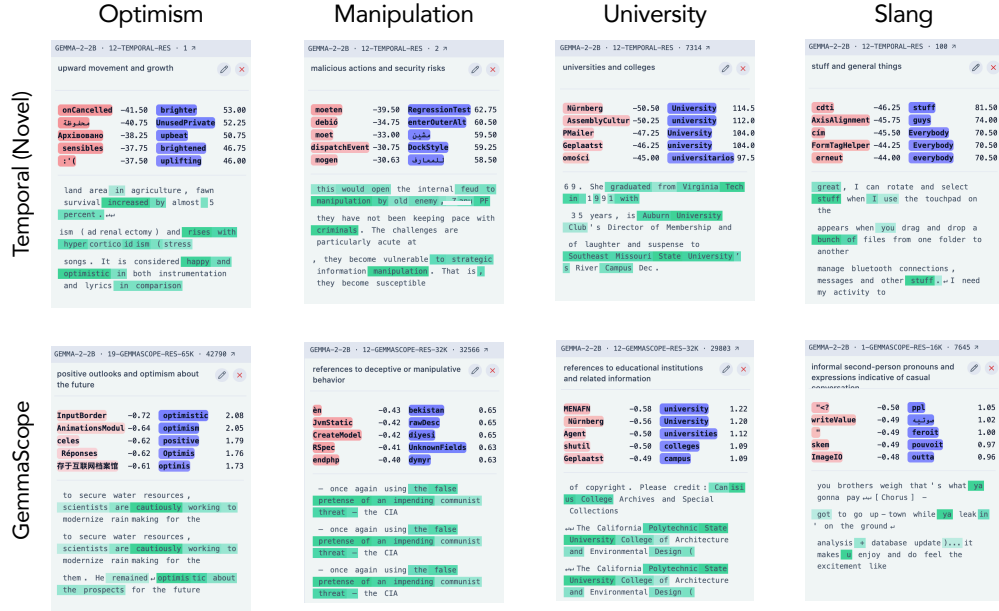 Optimism
Manipulation
University
Slang
Temporal (Novel)
GEMMA-2-2B · 12-TEMPORAL-RES · 1 ↗
upward movement and growth
onCancelled -41.50 brighter 53.00
محفوظة -40.75 UnusedPrivate 52.25
Архівовано -38.25 upbeat 50.75
sensibles -37.75 brightened 46.75
:'( -37.50 uplifting 46.00
land area in agriculture, fawn
survival increased by almost 5
percent.↵↵
ism (adrenal ectomy) and rises with
hyper cortico id ism (stress
songs. It is considered happy and
optimistic in both instrumentation
and lyrics in comparison
GEMMA-2-2B · 12-TEMPORAL-RES · 2 ↗
malicious actions and security risks
moeten -39.50 RegressionTest 62.75
debió -34.75 enterOuterAlt 60.50
moet -33.00 59.50
dispatchEvent -30.75 DockStyle 59.25
mogen -30.63 للمعارف 58.50
this would open the internal feud to
manipulation by old enemy, PF
they have not been keeping pace with
criminals. The challenges are
particularly acute at
, they become vulnerable to strategic
information manipulation. That is,
they become susceptible
GEMMA-2-2B · 12-TEMPORAL-RES · 7314 ↗
universities and colleges
Nürnberg -50.50 University 114.5
AssemblyCultur -50.25 university 112.0
PMailer -47.25 University 104.0
Geplaatst -46.25 university 104.0
omości -45.00 universitarios 97.5
69. She graduated from Virginia Tech
in 1991 with
35 years, is Auburn University
Club's Director of Membership and
of laughter and suspense to
Southeast Missouri State University'
s River Campus Dec.
GEMMA-2-2B · 12-TEMPORAL-RES · 100 ↗
stuff and general things
cdti -46.25 stuff 81.50
AxisAlignment -45.75 guys 74.00
cím -45.50 Everybody 70.50
FormTagHelper -44.25 Everybody 70.50
erneut -44.00 everybody 70.50
great, I can rotate and select
stuff when I use the touchpad on
the
appears when you drag and drop a
bunch of files from one folder to
another
manage bluetooth connections,
messages and other stuff.↵I need
my activity to
GemmaScope
GEMMA-2-2B · 19-GEMMASCOPE-RES-65K · 42790 ↗
positive outlooks and optimism about
the future
InputBorder -0.72 optimistic 2.08
AnimationsModul -0.64 optimism 2.05
celes -0.62 positive 1.79
Réponses -0.62 Optimis 1.76
存于互联网档案馆 -0.61 optimis 1.73
to secure water resources,
scientists are cautiously working to
modernize rain making for the
to secure water resources,
scientists are cautiously working to
modernize rain making for the
them. He remained↵optimis tic about
the prospects for the future
GEMMA-2-2B · 12-GEMMASCOPE-RES-32K · 32566 ↗
references to deceptive or manipulative
behavior
en -0.43 bekistan 0.65
JvmStatic -0.42 rawDesc 0.65
CreateModel -0.42 diyesi 0.65
RSpec -0.41 UnknownFields 0.63
endphp -0.40 dymyr 0.63
— once again using the false
pretense of an impending communist
threat — the CIA
— once again using the false
pretense of an impending communist
threat — the CIA
— once again using the false
pretense of an impending communist
threat — the CIA
GEMMA-2-2B · 12-GEMMASCOPE-RES-32K · 29803 ↗
references to educational institutions
and related information
MENAFN -0.58 university 1.22
Nürnberg -0.56 University 1.20
Agent -0.50 universities 1.12
shutil -0.50 colleges 1.09
Geplaatst -0.49 campus 1.09
of copyright. Please credit: Can isi
us College Archives and Special
Collections
↵↵The California Polytechnic State
University College of Architecture
and Environmental Design (
↵↵The California Polytechnic State
University College of Architecture
and Environmental Design (
GEMMA-2-2B · 1-GEMMASCOPE-RES-16K · 7645 ↗
informal second-person pronouns and
expressions indicative of casual
"<? -0.50 ppl 1.05
writeValue -0.49 1.02
" -0.49 feroit 1.00
skem -0.49 pouvoit 0.97
ImageIO -0.48 outta 0.96
you brothers weigh that's what ya
gonna pay↵↵[Chorus] —
got to go up-town while ya leak in
' on the ground↵
analysis + database update)...it
makes u enjoy and do feel the
excitement like